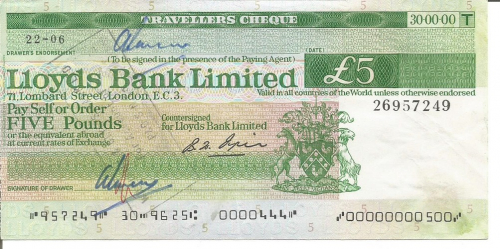 TRAVELLERS CHEQUE
30-00-00 T
22-06
DRAWER'S ENDORSEMENT
(To be signed in the presence of the Paying Agent)
(DATE)
Lloyds Bank Limited
£5
71, Lombard Street, London, E.C.3.
Valid in all countries of the World unless otherwise endorsed
Pay Self or Order
26957249
FIVE Pounds
or the equivalent abroad
at current rates of Exchange
Countersigned
for Lloyds Bank Limited
SIGNATURE OF DRAWER
⑈957249⑈ 30⑈9625⑆ 0000444⑈ ⑇00000000500⑇